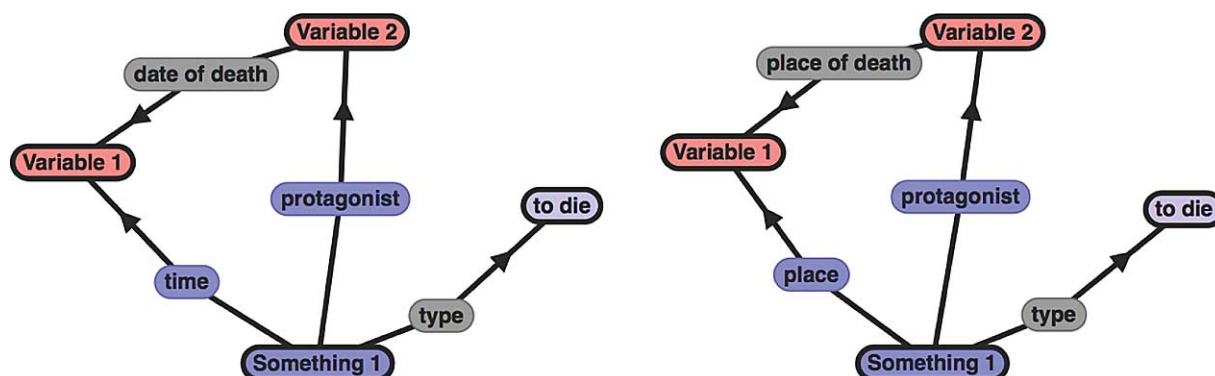 Variable 2
date of death
Variable 1
protagonist
to die
time
type
Something 1
Variable 2
place of death
Variable 1
protagonist
to die
place
type
Something 1